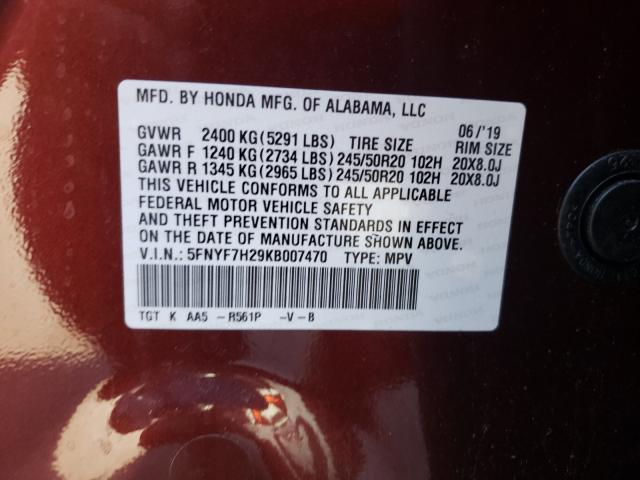 MFD. BY HONDA MFG. OF ALABAMA, LLC 06/'19
GVWR 2400 KG (5291 LBS) TIRE SIZE RIM SIZE
GAWR F 1240 KG (2734 LBS) 245/50R20 102H 20X8.0J
GAWR R 1345 KG (2965 LBS) 245/50R20 102H 20X8.0J
THIS VEHICLE CONFORMS TO ALL APPLICABLE
FEDERAL MOTOR VEHICLE SAFETY
AND THEFT PREVENTION STANDARDS IN EFFECT
ON THE DATE OF MANUFACTURE SHOWN ABOVE.
V.I.N.: 5FNYF7H29KB007470 TYPE: MPV
TGT K AA5 -R561P -V-B